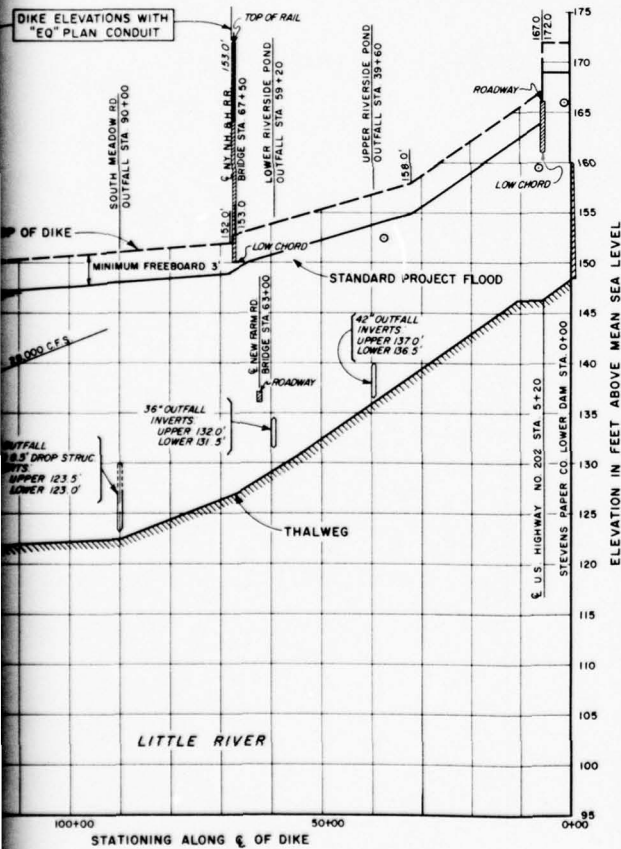 DIKE ELEVATIONS WITH
"EQ" PLAN CONDUIT
TOP OF RAIL
SOUTH MEADOW RD
OUTFALL STA 90+00
153.0'
℄ N.Y. N.H. & H. R.R.
BRIDGE STA. 67+50
LOWER RIVERSIDE POND
OUTFALL STA 59+20
UPPER RIVERSIDE POND
OUTFALL STA 39+60
158.0'
167.0
172.0
ROADWAY
LOW CHORD
152.0'
153.0
OF DIKE
MINIMUM FREEBOARD 3'
LOW CHORD
STANDARD PROJECT FLOOD
000 C.F.S.
℄ NEW FARM RD
BRIDGE STA. 63+00
ROADWAY
42" OUTFALL
INVERTS
UPPER 137.0'
LOWER 136.5'
36" OUTFALL
INVERTS
UPPER 132.0'
LOWER 131.5'
OUTFALL
DROP STRUC.
UPPER 123.5'
LOWER 123.0'
THALWEG
℄ U.S. HIGHWAY NO. 202 STA. 5+20
STEVENS PAPER CO. LOWER DAM STA. 0+00
175
170
165
160
155
150
145
140
135
130
125
120
115
110
105
100
95
ELEVATION IN FEET ABOVE MEAN SEA LEVEL
LITTLE RIVER
100+00
50+00
0+00
STATIONING ALONG ℄ OF DIKE